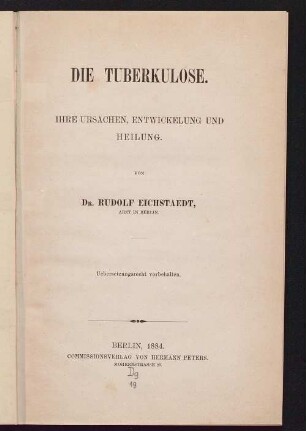 DIE TUBERKULOSE.
IHRE URSACHEN, ENTWICKELUNG UND
HEILUNG.
VON
DR. RUDOLF EICHSTAEDT,
ARZT IN BERLIN.
Uebersetzungsrecht vorbehalten.
BERLIN, 1884.
COMMISSIONSVERLAG VON HERMANN PETERS.